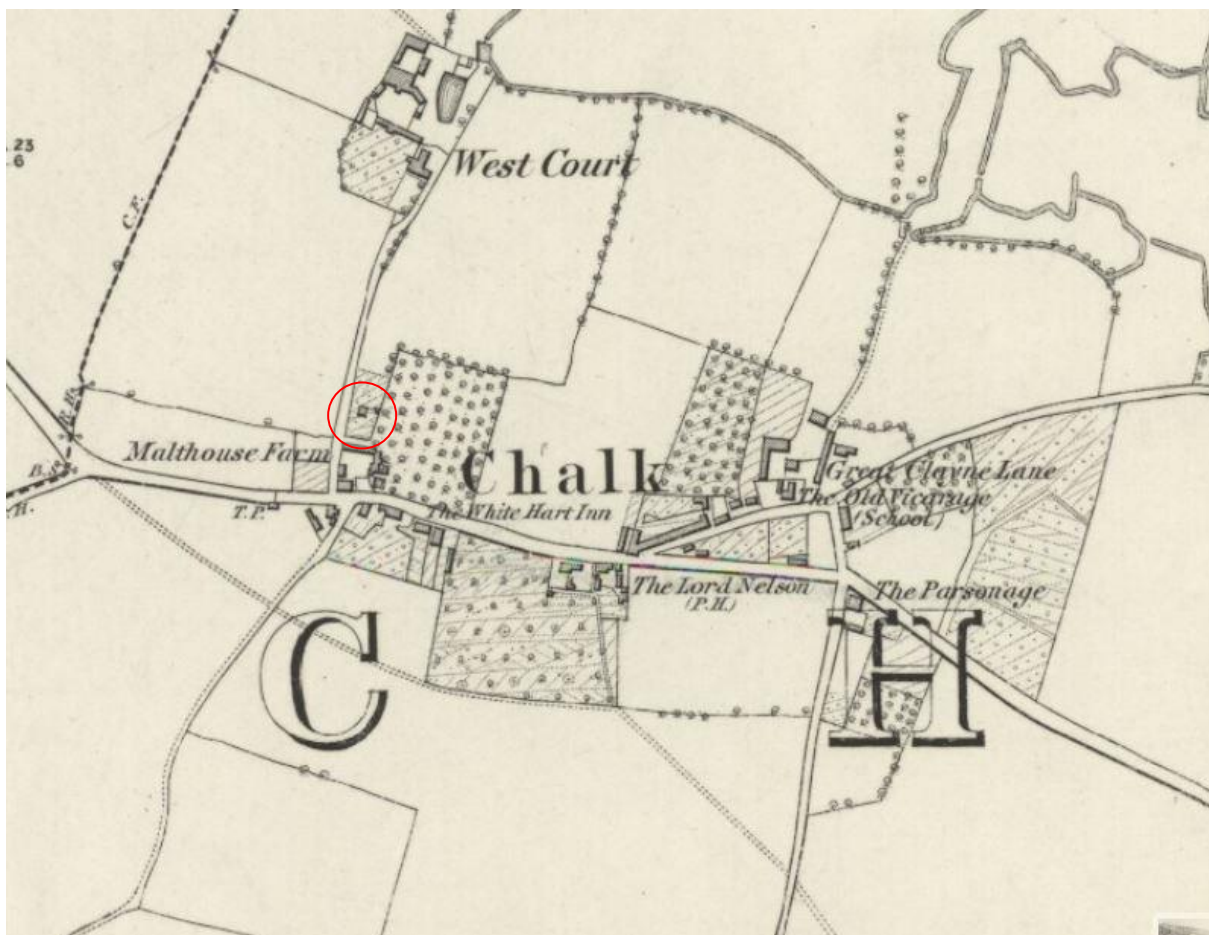 23
6
West Court
C.F.
R.H.
Malthouse Farm
B.S.
H.
T.P.
Chalk
The White Hart Inn
Great Clayne Lane
The Old Vicarage
(School)
The Lord Nelson
(P.H.)
The Parsonage
C H